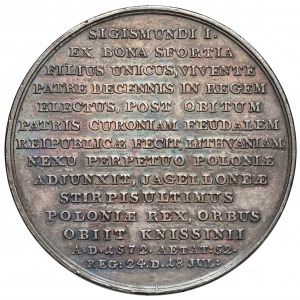 SIGISMUNDI I.
EX BONA SFORTIA
FILIUS UNICUS, VIVENTE
PATRE DECENNIS IN REGEM
ELECTUS, POST OBITUM
PATRIS CURONIAM FEUDALEM
REIPUBLICÆ FECIT, LITHVANIAM
NEXU PERPETUO POLONIÆ
ADJUNXIT, JAGELLONEÆ
STIRPIS ULTIMUS
POLONIÆ REX, ORBUS
OBIIT KNISSINII
A.D. 1572. AETAT: 52.
REG: 24. D. 18 JUL: